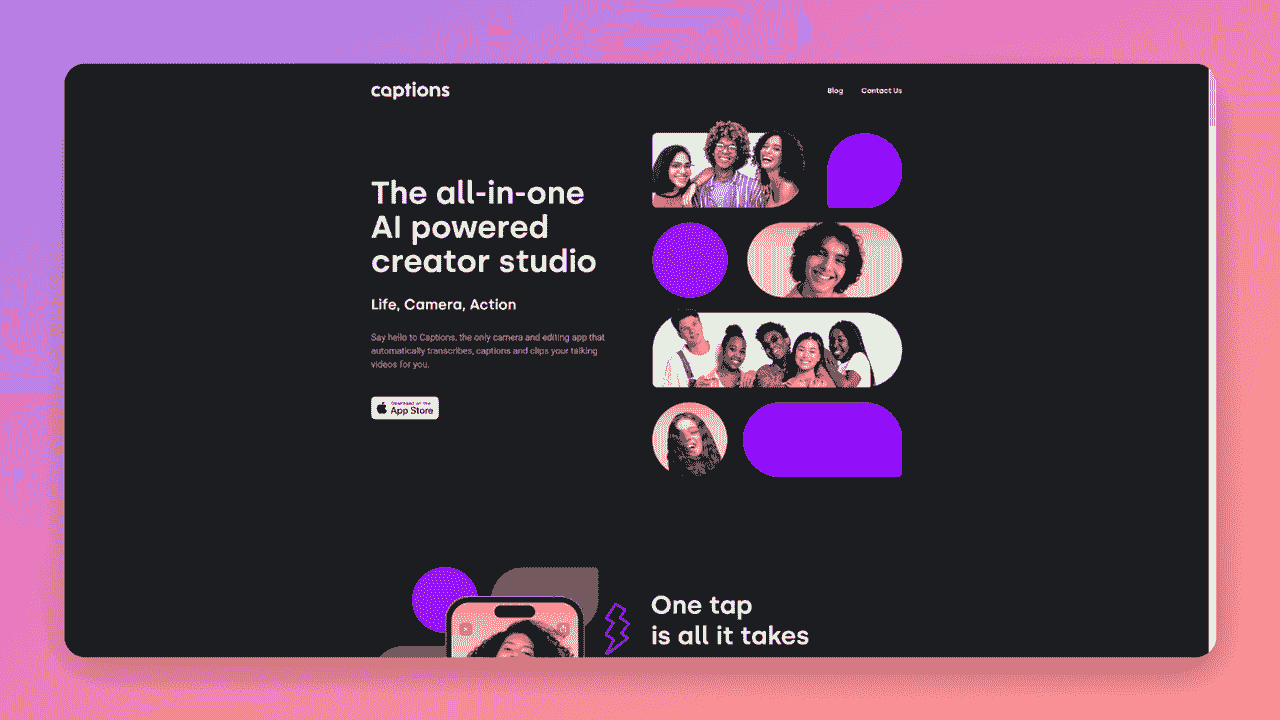 captions
Blog
Contact Us
The all-in-one
AI powered
creator studio
Life, Camera, Action
Say hello to Captions, the only camera and editing app that
automatically transcribes, captions and clips your talking
videos for you.
Download on the
App Store
One tap
is all it takes